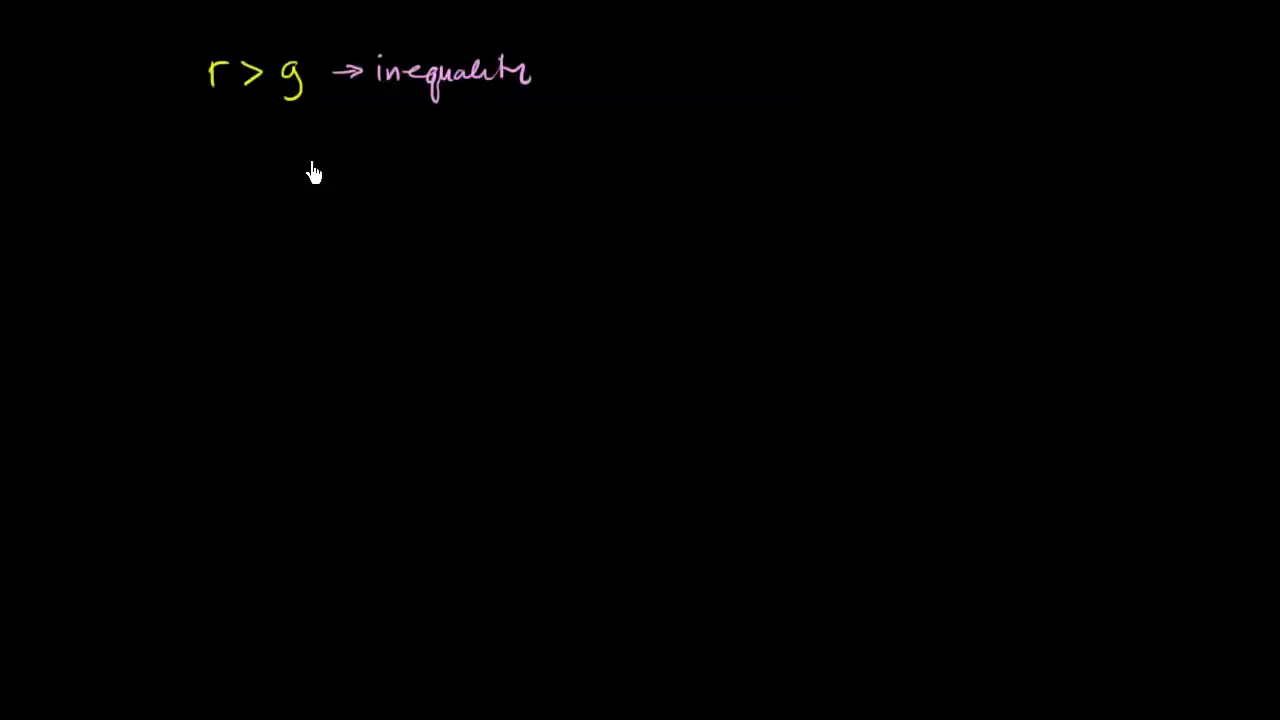 r > g → inequality